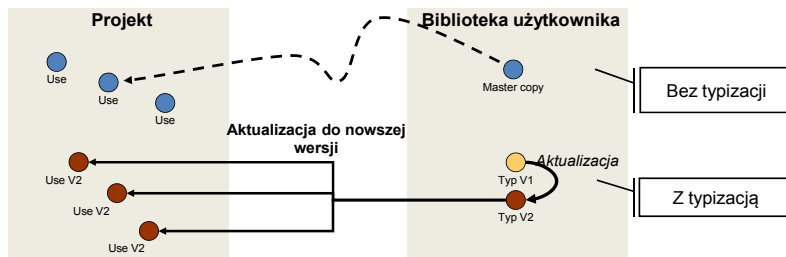 Projekt
Biblioteka użytkownika
Use
Use
Use
Master copy
Bez typizacji
Aktualizacja do nowszej
wersji
Use V2
Use V2
Use V2
Typ V1
Aktualizacja
Typ V2
Z typizacją